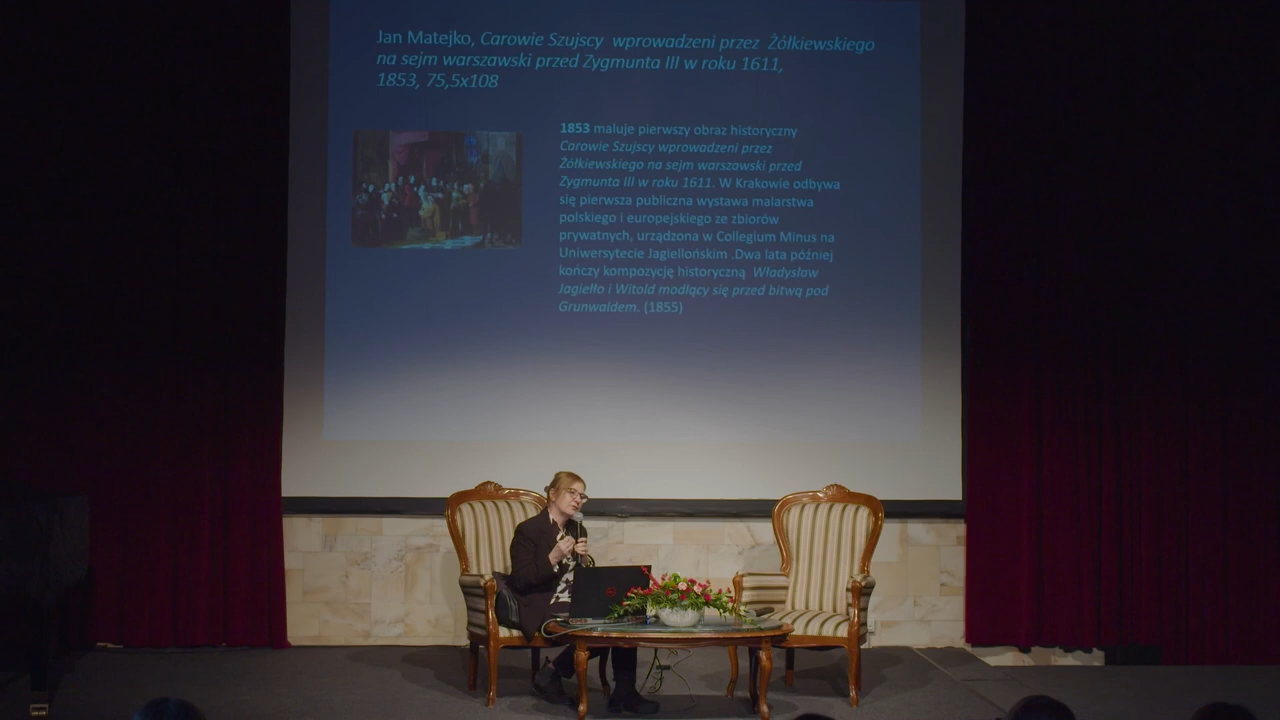 Jan Matejko, Carowie Szujscy wprowadzeni przez Żółkiewskiego
na sejm warszawski przed Zygmunta III w roku 1611,
1853, 75,5x108
1853 maluje pierwszy obraz historyczny
Carowie Szujscy wprowadzeni przez
Żółkiewskiego na sejm warszawski przed
Zygmunta III w roku 1611. W Krakowie odbywa
się pierwsza publiczna wystawa malarstwa
polskiego i europejskiego ze zbiorów
prywatnych, urządzona w Collegium Minus na
Uniwersytecie Jagiellońskim .Dwa lata później
kończy kompozycję historyczną Władysław
Jagiełło i Witold modlący się przed bitwą pod
Grunwaldem. (1855)